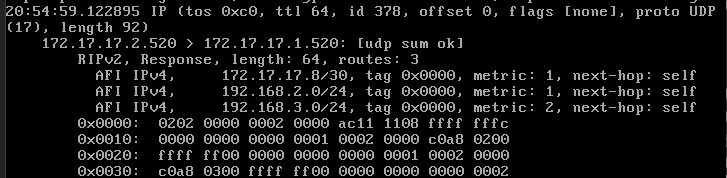 20:54:59.122895 IP (tos 0xc0, ttl 64, id 378, offset 0, flags [none], proto UDP
(17), length 92)
172.17.17.2.520 > 172.17.17.1.520: [udp sum ok]
RIPv2, Response, length: 64, routes: 3
AFI IPv4, 172.17.17.8/30, tag 0x0000, metric: 1, next-hop: self
AFI IPv4, 192.168.2.0/24, tag 0x0000, metric: 1, next-hop: self
AFI IPv4, 192.168.3.0/24, tag 0x0000, metric: 2, next-hop: self
0x0000: 0202 0000 0002 0000 ac11 1108 ffff fffc
0x0010: 0000 0000 0000 0001 0002 0000 c0a8 0200
0x0020: ffff ff00 0000 0000 0000 0001 0002 0000
0x0030: c0a8 0300 ffff ff00 0000 0000 0000 0002